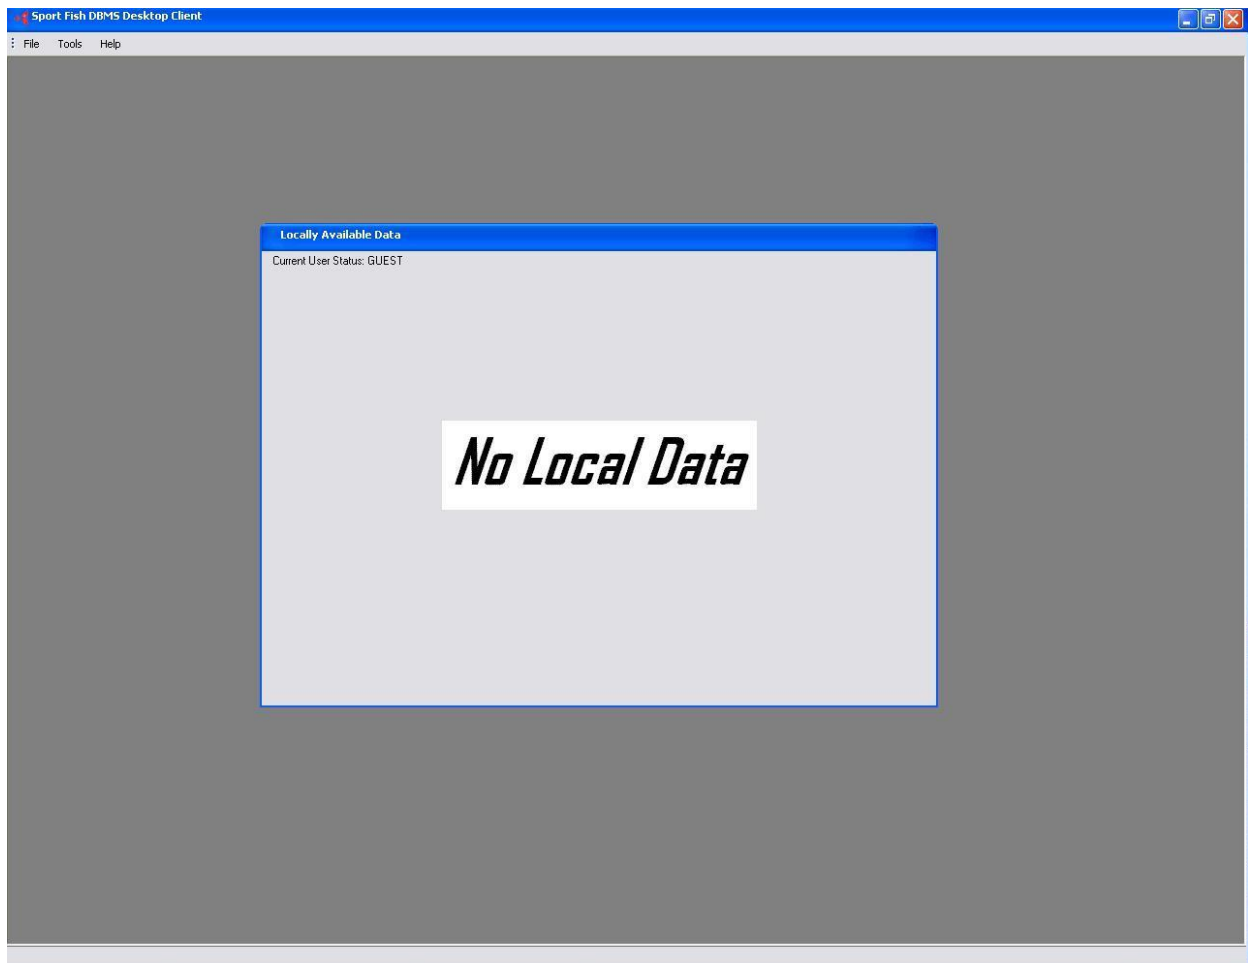 Sport Fish DBMS Desktop Client
File Tools Help
Locally Available Data
Current User Status: GUEST
No Local Data